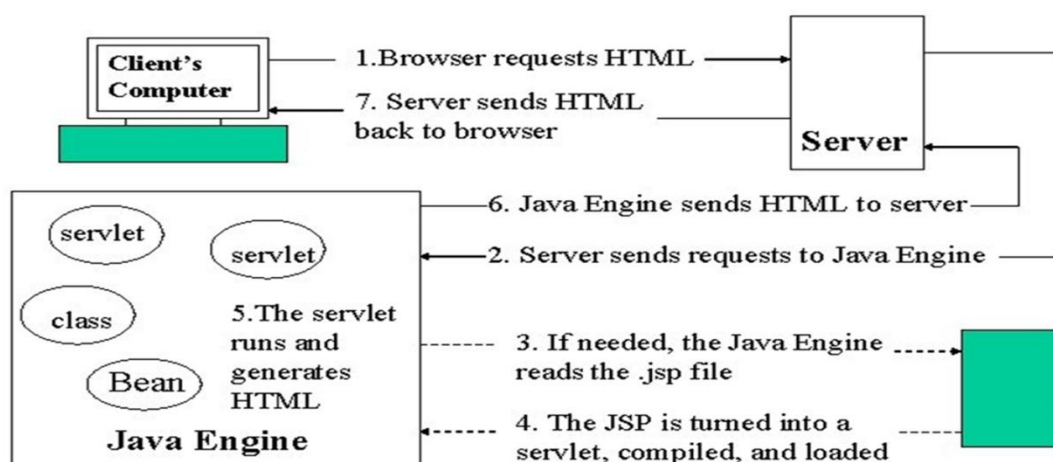 Client's
Computer
1.Browser requests HTML
7. Server sends HTML
back to browser
Server
6. Java Engine sends HTML to server
servlet
servlet
2. Server sends requests to Java Engine
class
5.The servlet
runs and
generates
HTML
3. If needed, the Java Engine
reads the .jsp file
Bean
Java Engine
4. The JSP is turned into a
servlet, compiled, and loaded